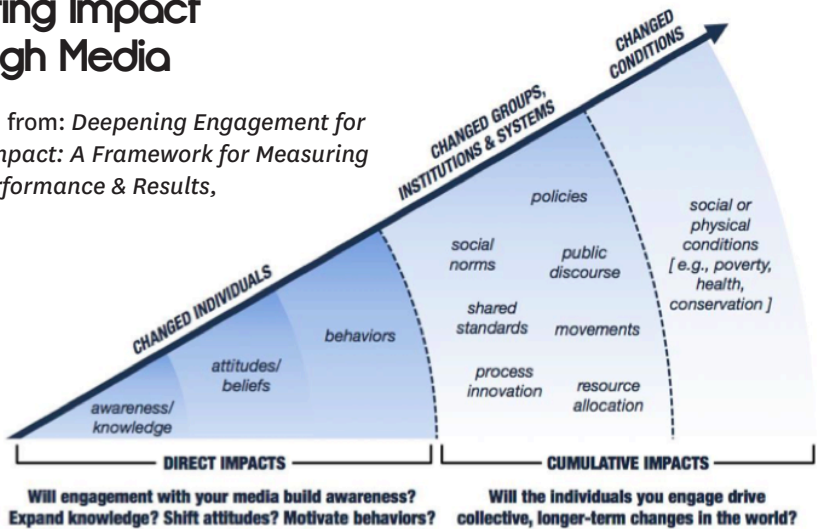 ing Impact
gh Media
from: Deepening Engagement for
mpact: A Framework for Measuring
rformance & Results,
CHANGED
CONDITIONS
CHANGED GROUPS,
INSTITUTIONS & SYSTEMS
CHANGED INDIVIDUALS
awareness/
knowledge
attitudes/
beliefs
behaviors
policies
social
norms
public
discourse
shared
standards
movements
process
innovation
resource
allocation
social or
physical
conditions
[ e.g., poverty,
health,
conservation ]
DIRECT IMPACTS
Will engagement with your media build awareness?
Expand knowledge? Shift attitudes? Motivate behaviors?
CUMULATIVE IMPACTS
Will the individuals you engage drive
collective, longer-term changes in the world?